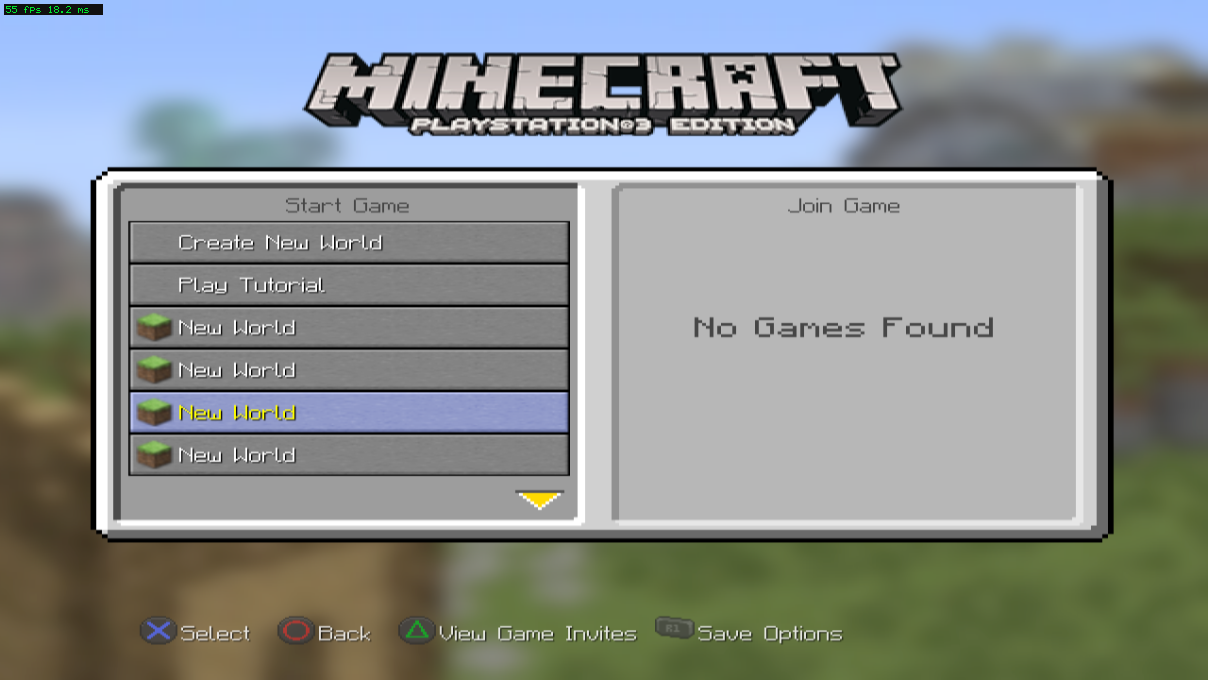 55 fps 18.2 ms
MINECRAFT
PLAYSTATION®3 EDITION
Start Game
Create New World
Play Tutorial
New World
New World
New World
New World
Join Game
No Games Found
Select Back View Game Invites R1 Save Options